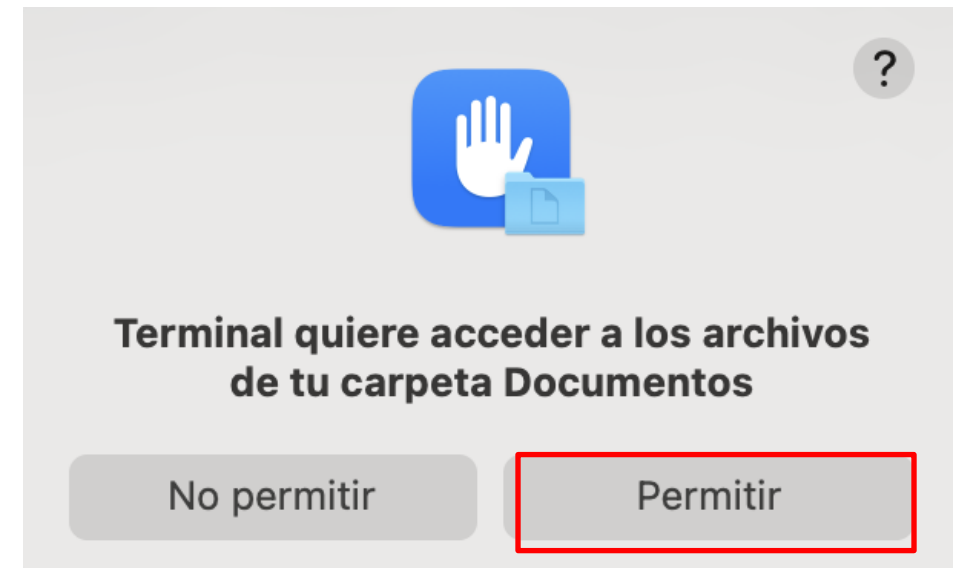 ?
Terminal quiere acceder a los archivos
de tu carpeta Documentos
No permitir
Permitir